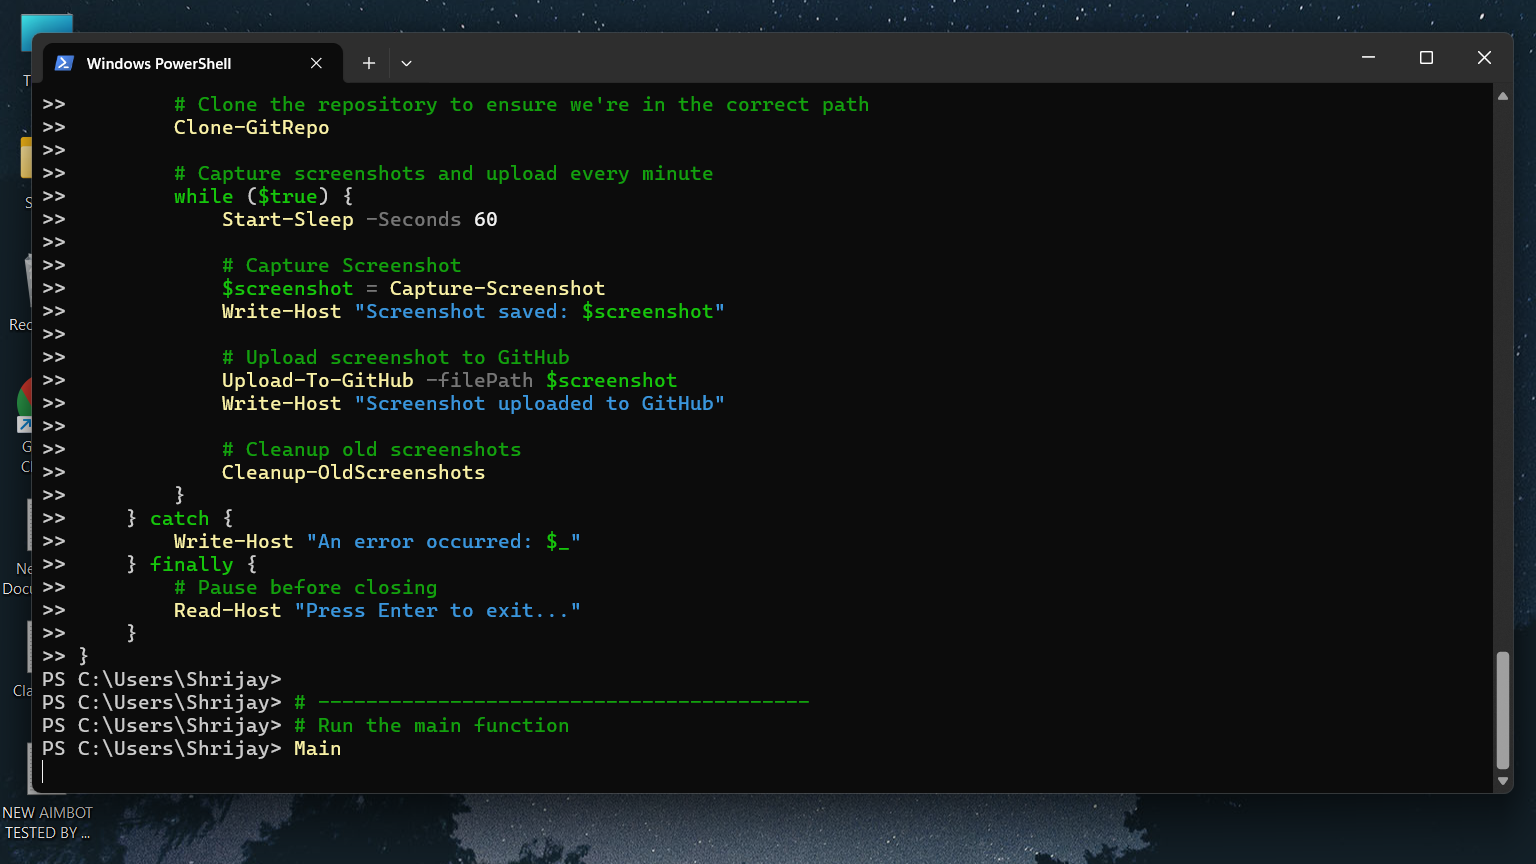 Windows PowerShell
>> # Clone the repository to ensure we're in the correct path
>> Clone-GitRepo
>>
>> # Capture screenshots and upload every minute
>> while ($true) {
>> Start-Sleep -Seconds 60
>>
>> # Capture Screenshot
>> $screenshot = Capture-Screenshot
>> Write-Host "Screenshot saved: $screenshot"
>>
>> # Upload screenshot to GitHub
>> Upload-To-GitHub -filePath $screenshot
>> Write-Host "Screenshot uploaded to GitHub"
>>
>> # Cleanup old screenshots
>> Cleanup-OldScreenshots
>> }
>> } catch {
>> Write-Host "An error occurred: $_"
>> } finally {
>> # Pause before closing
>> Read-Host "Press Enter to exit..."
>> }
>> }
PS C:\Users\Shrijay>
PS C:\Users\Shrijay> # -----------------------------------------
PS C:\Users\Shrijay> # Run the main function
PS C:\Users\Shrijay> Main
NEW AIMBOT
TESTED BY ...